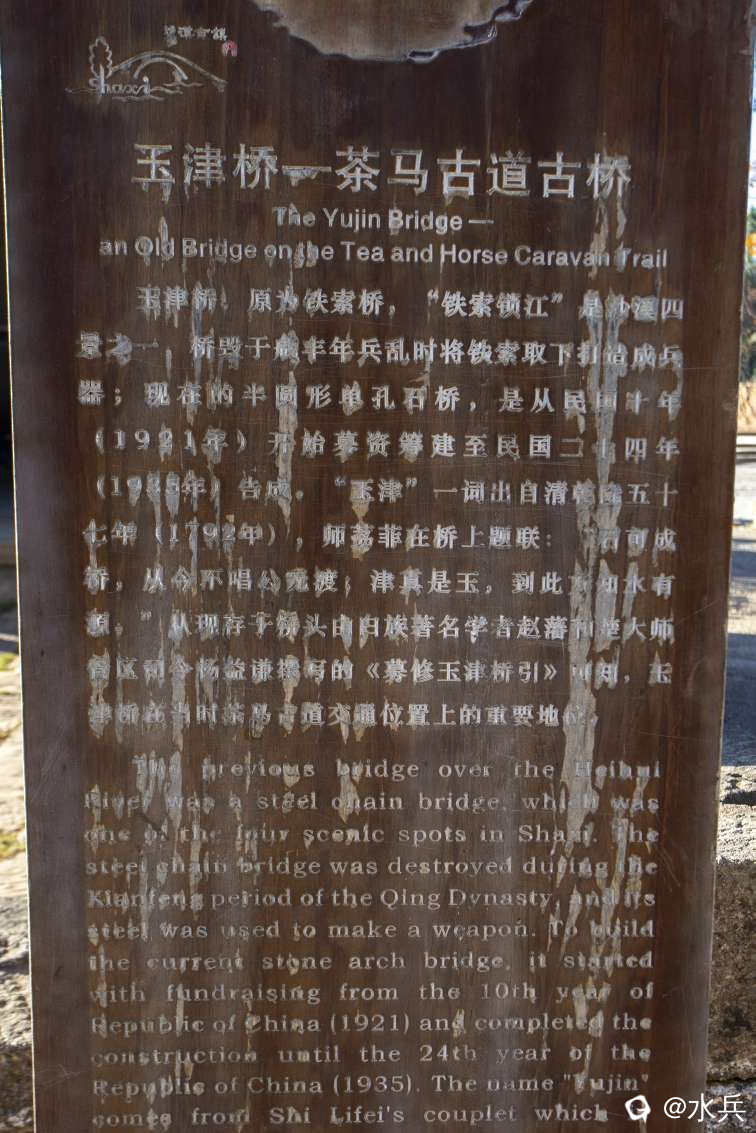 Shaxi
玉津桥—茶马古道古桥
The Yujin Bridge —
an Old Bridge on the Tea and Horse Caravan Trail
玉津桥，原为铁索桥，“铁索锁江”是沙溪四
景之一，桥毁于咸丰年兵乱时将铁索取下打造成兵
器；现在的半圆形单孔石桥，是从民国十年
（1921年）开始募资筹建至民国二十四年
（1935年）告成。“玉津”一词出自清乾隆五十
七年（1792年），师荔菲在桥上题联：石可成
桥，从今不唱公无渡；津真是玉，到此方知水有
源。”从现存于桥头由白族著名学者赵藩和楚大师
管区司令杨益谦撰写的《募修玉津桥引》可知，玉
津桥在当时茶马古道交通位置上的重要地位。
The previous bridge over the Heihui
River was a steel chain bridge, which was
one of the four scenic spots in Shaxi. The
steel chain bridge was destroyed during the
Xianfeng period of the Qing Dynasty, and its
steel was used to make a weapon. To build
the current stone arch bridge, it started
with fundraising from the 10th year of
Republic of China (1921) and completed the
construction until the 24th year of the
Republic of China (1935). The name "Yujin"
comes from Shi Lifei's couplet which
@水兵